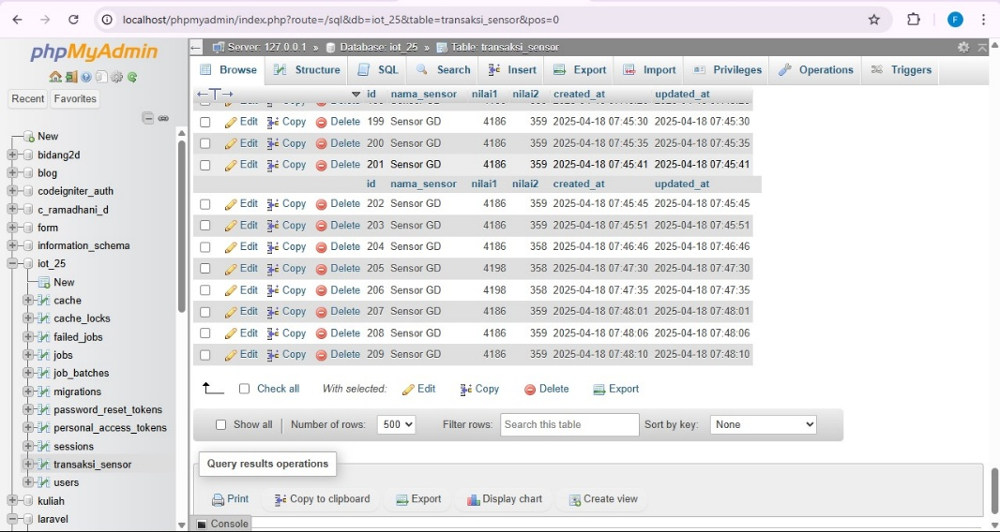 localhost/phpmyadmin/index.php?route=/sql&db=iot_25&table=transaksi_sensor&pos=0
F
phpMyAdmin
Recent Favorites
New
bidang2d
blog
codeigniter_auth
c_ramadhani_d
form
information_schema
iot_25
New
cache
cache_locks
failed_jobs
jobs
job_batches
migrations
password_reset_tokens
personal_access_tokens
sessions
transaksi_sensor
users
kuliah
laravel
Server: 127.0.0.1 » Database: iot_25 » Table: transaksi_sensor
Browse Structure SQL Search Insert Export Import Privileges Operations Triggers
id nama_sensor nilai1 nilai2 created_at updated_at
Edit Copy Delete 199 Sensor GD 4186 359 2025-04-18 07:45:30 2025-04-18 07:45:30
Edit Copy Delete 200 Sensor GD 4186 359 2025-04-18 07:45:35 2025-04-18 07:45:35
Edit Copy Delete 201 Sensor GD 4186 359 2025-04-18 07:45:41 2025-04-18 07:45:41
id nama_sensor nilai1 nilai2 created_at updated_at
Edit Copy Delete 202 Sensor GD 4186 359 2025-04-18 07:45:45 2025-04-18 07:45:45
Edit Copy Delete 203 Sensor GD 4186 359 2025-04-18 07:45:51 2025-04-18 07:45:51
Edit Copy Delete 204 Sensor GD 4186 358 2025-04-18 07:46:46 2025-04-18 07:46:46
Edit Copy Delete 205 Sensor GD 4198 358 2025-04-18 07:47:30 2025-04-18 07:47:30
Edit Copy Delete 206 Sensor GD 4198 358 2025-04-18 07:47:35 2025-04-18 07:47:35
Edit Copy Delete 207 Sensor GD 4186 359 2025-04-18 07:48:01 2025-04-18 07:48:01
Edit Copy Delete 208 Sensor GD 4186 359 2025-04-18 07:48:06 2025-04-18 07:48:06
Edit Copy Delete 209 Sensor GD 4186 359 2025-04-18 07:48:10 2025-04-18 07:48:10
Check all With selected: Edit Copy Delete Export
Show all Number of rows: 500 Filter rows: Search this table Sort by key: None
Query results operations
Print Copy to clipboard Export Display chart Create view
Console